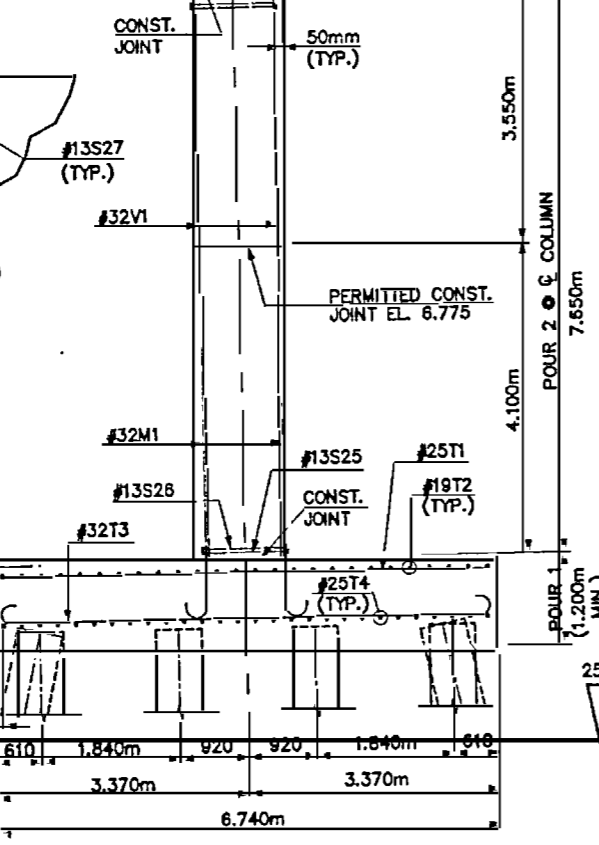 CONST.
JOINT
50mm
(TYP.)
3.550m
#13S27
(TYP.)
#32V1
PERMITTED CONST.
JOINT EL. 6.775
POUR 2 @ ℄ COLUMN
7.650m
4.100m
#32M1
#13S25
#25T1
#13S26
CONST.
JOINT
#19T2
(TYP.)
#32T3
#25T4
(TYP.)
POUR 1
(1.200m
MIN.)
25
610
1.840m
920
920
1.840m
610
3.370m
3.370m
6.740m